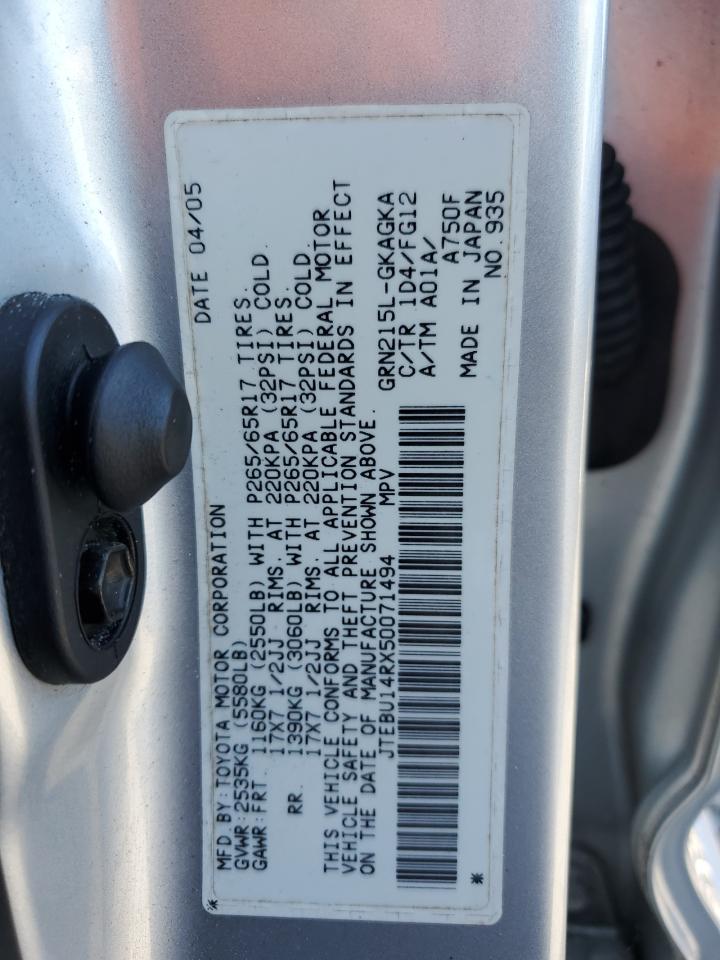 DATE 04/05
MFD. BY: TOYOTA MOTOR CORPORATION
GVWR: 2535KG (5580LB)
GAWR: FRT. 1160KG (2550LB) WITH P265/65R17 TIRES.
17X7 1/2JJ RIMS. AT 220KPA (32PSI) COLD.
RR. 1390KG (3060LB) WITH P265/65R17 TIRES.
17X7 1/2JJ RIMS. AT 220KPA (32PSI) COLD.
THIS VEHICLE CONFORMS TO ALL APPLICABLE FEDERAL MOTOR
VEHICLE SAFETY AND THEFT PREVENTION STANDARDS IN EFFECT
ON THE DATE OF MANUFACTURE SHOWN ABOVE.
JTEBU14RX50071494 MPV
GRN215L-GKAGKA
C/TR 1D4/FG12
A/TM A01A/ A750F
MADE IN JAPAN
NO. 935